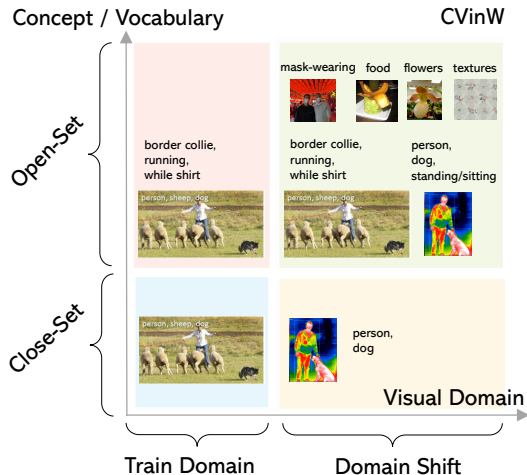 Concept / Vocabulary
CVinW
mask-wearing
food
flowers
textures
Open-Set
border collie,
running,
while shirt
person, sheep, dog
border collie,
running,
while shirt
person, sheep, dog
person,
dog,
standing/sitting
Close-Set
person, sheep, dog
person,
dog
Visual Domain
Train Domain
Domain Shift